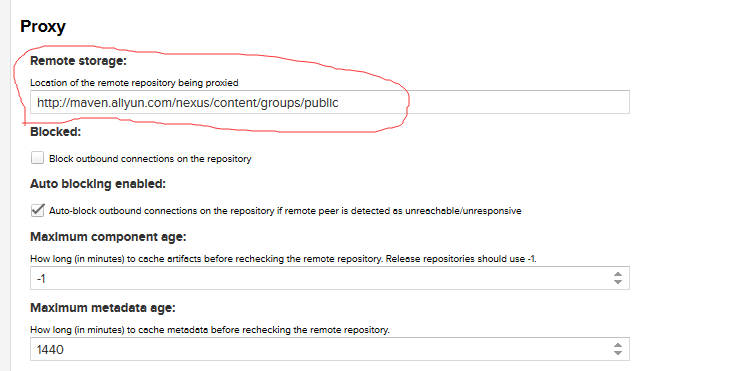 Proxy
Remote storage:
Location of the remote repository being proxied
http://maven.aliyun.com/nexus/content/groups/public
Blocked:
Block outbound connections on the repository
Auto blocking enabled:
Auto-block outbound connections on the repository if remote peer is detected as unreachable/unresponsive
Maximum component age:
How long (in minutes) to cache artifacts before rechecking the remote repository. Release repositories should use -1.
-1
Maximum metadata age:
How long (in minutes) to cache metadata before rechecking the remote repository.
1440